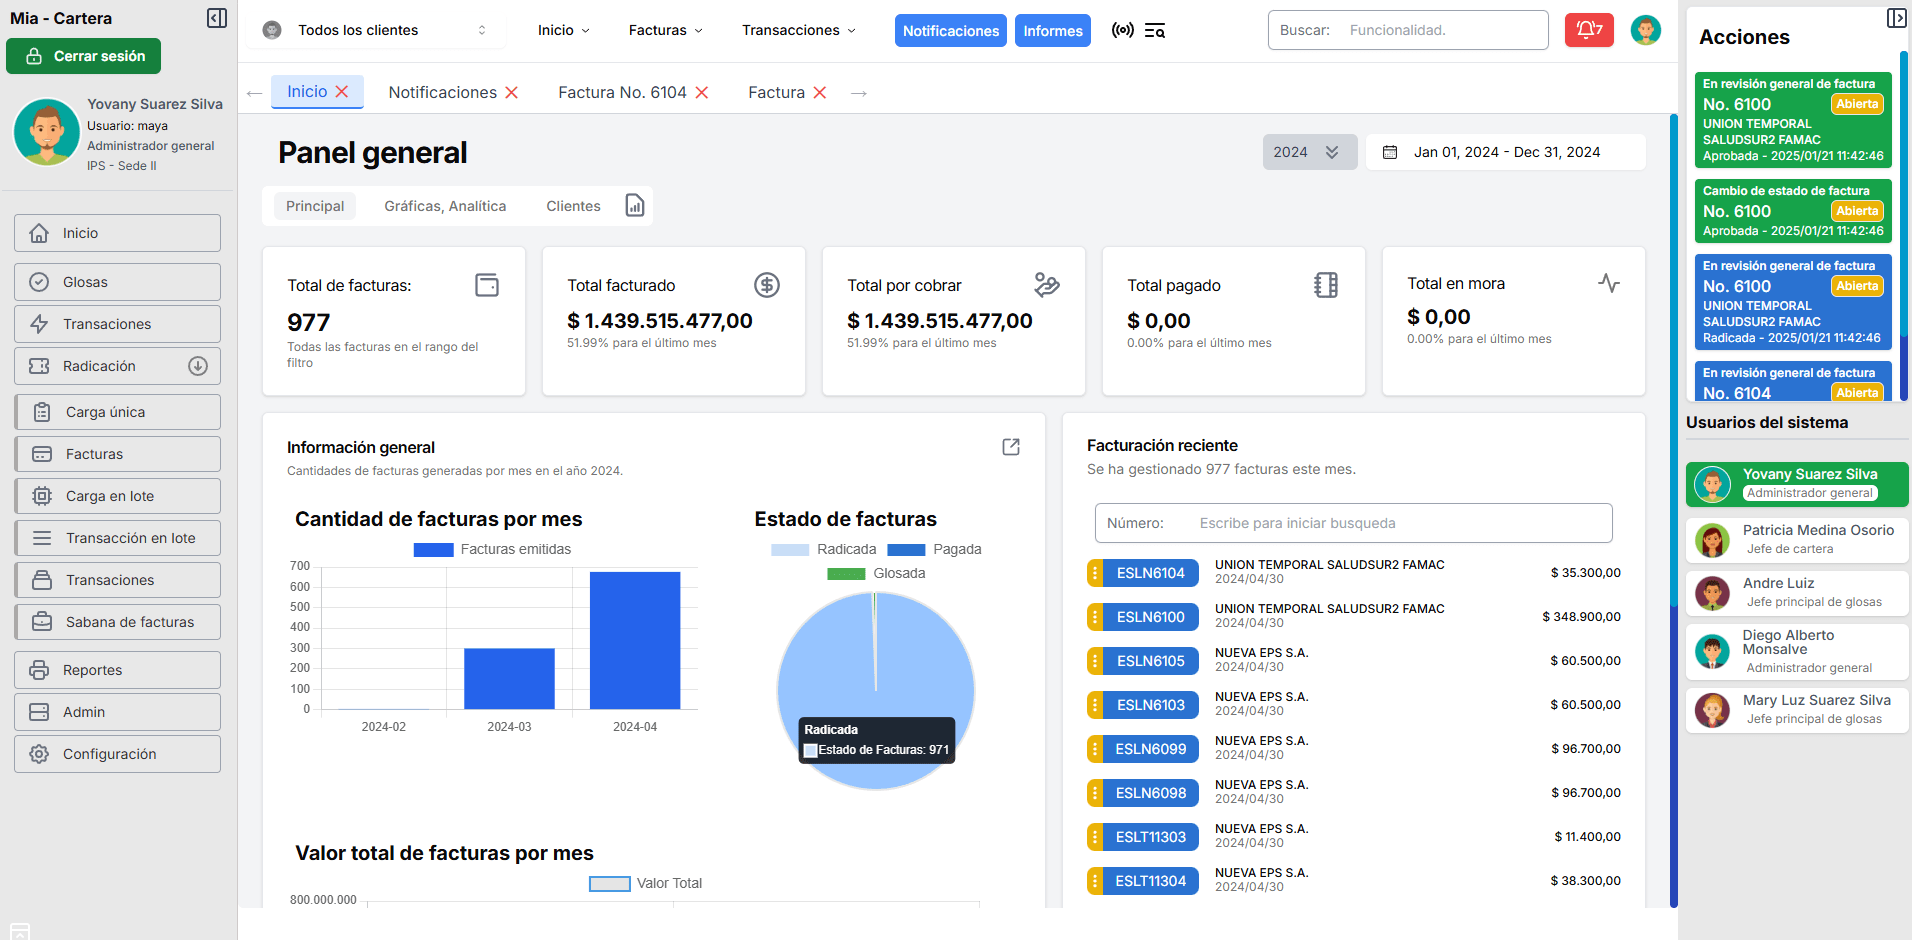 Mia - Cartera
Cerrar sesión
Yovany Suarez Silva
Usuario: maya
Administrador general
IPS - Sede II
Inicio
Glosas
Transaciones
Radicación
Carga única
Facturas
Carga en lote
Transacción en lote
Transaciones
Sabana de facturas
Reportes
Admin
Configuración
Todos los clientes
Inicio
Facturas
Transacciones
Notificaciones
Informes
Buscar: Funcionalidad.
7
Inicio
Notificaciones
Factura No. 6104
Factura
Panel general
2024
Jan 01, 2024 - Dec 31, 2024
Principal
Gráficas, Analítica
Clientes
Total de facturas:
977
Todas las facturas en el rango del
filtro
Total facturado
$ 1.439.515.477,00
51.99% para el último mes
Total por cobrar
$ 1.439.515.477,00
51.99% para el último mes
Total pagado
$ 0,00
0.00% para el último mes
Total en mora
$ 0,00
0.00% para el último mes
Información general
Cantidades de facturas generadas por mes en el año 2024.
Cantidad de facturas por mes
Facturas emitidas
700
600
500
400
300
200
100
0
2024-02
2024-03
2024-04
Estado de facturas
Radicada
Pagada
Glosada
Radicada
Estado de Facturas: 971
Valor total de facturas por mes
Valor Total
800.000.000
Facturación reciente
Se ha gestionado 977 facturas este mes.
Número: Escribe para iniciar busqueda
ESLN6104
UNION TEMPORAL SALUDSUR2 FAMAC
2024/04/30
$ 35.300,00
ESLN6100
UNION TEMPORAL SALUDSUR2 FAMAC
2024/04/30
$ 348.900,00
ESLN6105
NUEVA EPS S.A.
2024/04/30
$ 60.500,00
ESLN6103
NUEVA EPS S.A.
2024/04/30
$ 60.500,00
ESLN6099
NUEVA EPS S.A.
2024/04/30
$ 96.700,00
ESLN6098
NUEVA EPS S.A.
2024/04/30
$ 96.700,00
ESLT11303
NUEVA EPS S.A.
2024/04/30
$ 11.400,00
ESLT11304
NUEVA EPS S.A.
2024/04/30
$ 38.300,00
Acciones
En revisión general de factura
No. 6100
Abierta
UNION TEMPORAL
SALUDSUR2 FAMAC
Aprobada - 2025/01/21 11:42:46
Cambio de estado de factura
No. 6100
Abierta
Aprobada - 2025/01/21 11:42:46
En revisión general de factura
No. 6100
Abierta
UNION TEMPORAL
SALUDSUR2 FAMAC
Radicada - 2025/01/21 11:42:46
En revisión general de factura
No. 6104
Abierta
Usuarios del sistema
Yovany Suarez Silva
Administrador general
Patricia Medina Osorio
Jefe de cartera
Andre Luiz
Jefe principal de glosas
Diego Alberto
Monsalve
Administrador general
Mary Luz Suarez Silva
Jefe principal de glosas